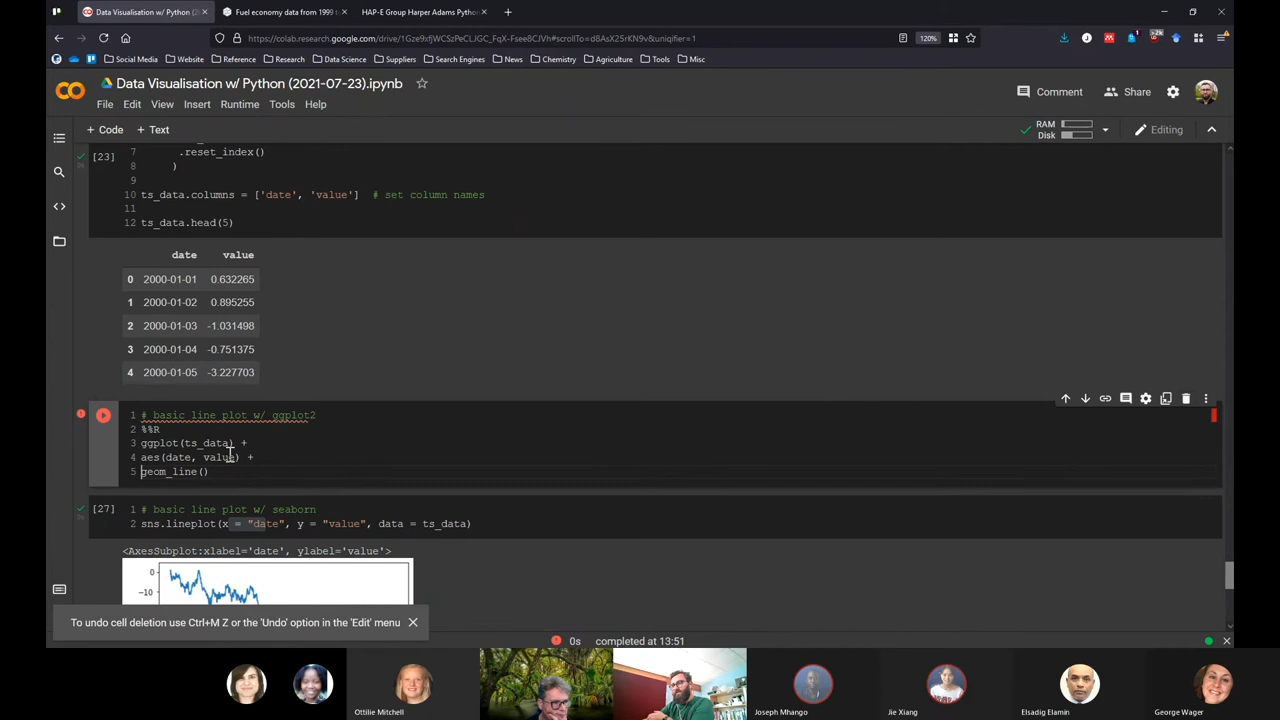 Data Visualisation w/ Python (2
Fuel economy data from 1999 t
HAP-E Group Harper Adams Pytho
https://colab.research.google.com/drive/1Gze9xfjWCSzPeCLJGC_FqX-Fsee8CJVh#scrollTo=d8AsX2SrKN9v&uniqifier=1
120%
Social Media
Website
Reference
Research
Data Science
Suppliers
Search Engines
News
Chemistry
Agriculture
Tools
Misc
Data Visualisation w/ Python (2021-07-23).ipynb
Comment
Share
File Edit View Insert Runtime Tools Help
+ Code + Text
RAM
Disk
Editing
[23]
7 .reset_index()
8 )
9
10 ts_data.columns = ['date', 'value'] # set column names
11
12 ts_data.head(5)
date value
0 2000-01-01 0.632265
1 2000-01-02 0.895255
2 2000-01-03 -1.031498
3 2000-01-04 -0.751375
4 2000-01-05 -3.227703
1 # basic line plot w/ ggplot2
2 %%R
3 ggplot(ts_data) +
4 aes(date, value) +
5 geom_line()
[27]
1 # basic line plot w/ seaborn
2 sns.lineplot(x = "date", y = "value", data = ts_data)
<AxesSubplot:xlabel='date', ylabel='value'>
0
-10
To undo cell deletion use Ctrl+M Z or the 'Undo' option in the 'Edit' menu
0s completed at 13:51
Ottilie Mitchell
Joseph Mhango
Jie Xiang
Elsadig Elamin
George Wager